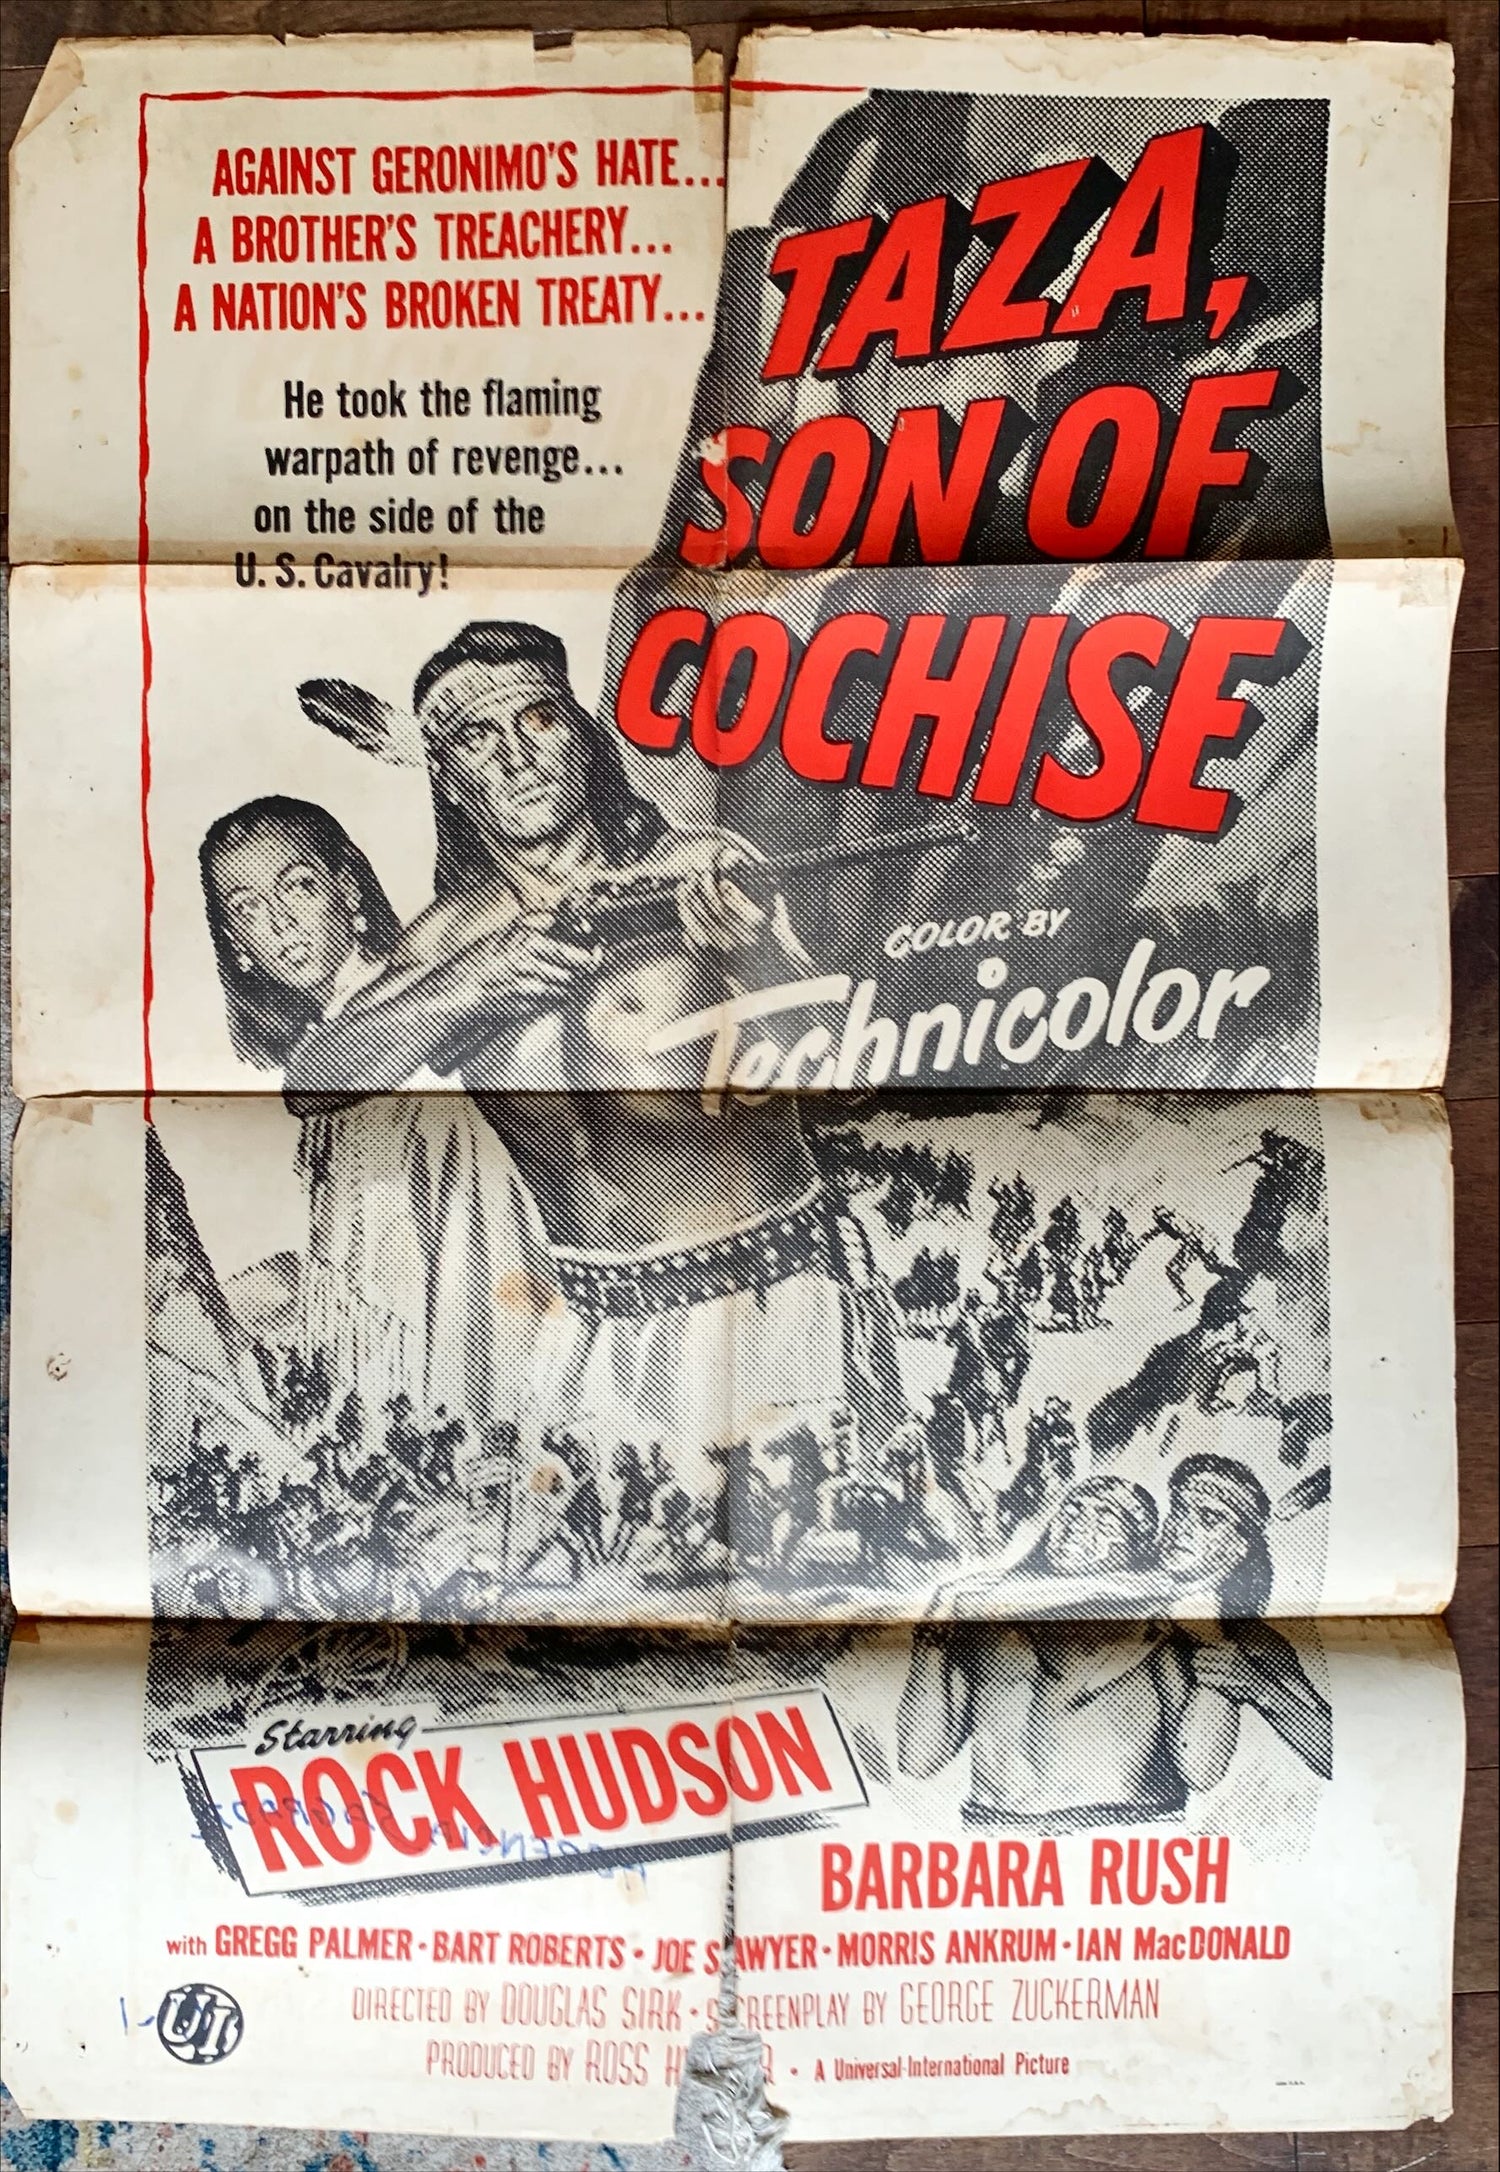 AGAINST GERONIMO'S HATE...
A BROTHER'S TREACHERY...
A NATION'S BROKEN TREATY...
He took the flaming
warpath of revenge...
on the side of the
U. S. Cavalry!
TAZA,
SON OF
COCHISE
COLOR BY
Technicolor
Starring
ROCK HUDSON
BARBARA RUSH
with GREGG PALMER · BART ROBERTS · JOE SAWYER · MORRIS ANKRUM · IAN MacDONALD
DIRECTED BY DOUGLAS SIRK · SCREENPLAY BY GEORGE ZUCKERMAN
PRODUCED BY ROSS · A Universal-International Picture
UI